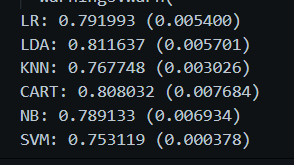 LR: 0.791993 (0.005400)
LDA: 0.811637 (0.005701)
KNN: 0.767748 (0.003026)
CART: 0.808032 (0.007684)
NB: 0.789133 (0.006934)
SVM: 0.753119 (0.000378)